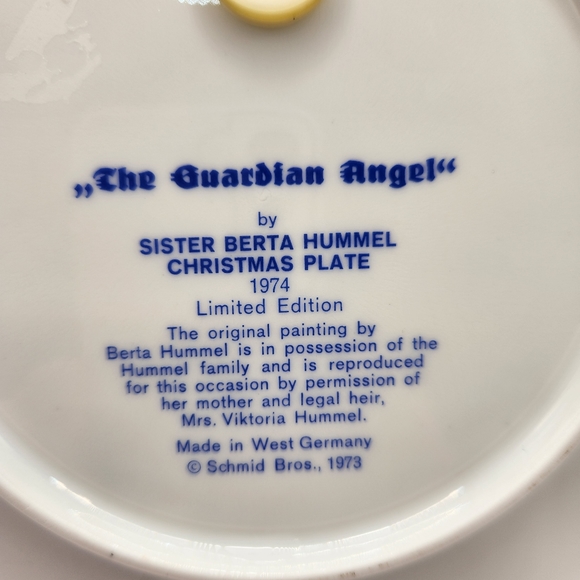 „The Guardian Angel“
by
SISTER BERTA HUMMEL
CHRISTMAS PLATE
1974
Limited Edition
The original painting by
Berta Hummel is in possession of the
Hummel family and is reproduced
for this occasion by permission of
her mother and legal heir,
Mrs. Viktoria Hummel.
Made in West Germany
© Schmid Bros., 1973